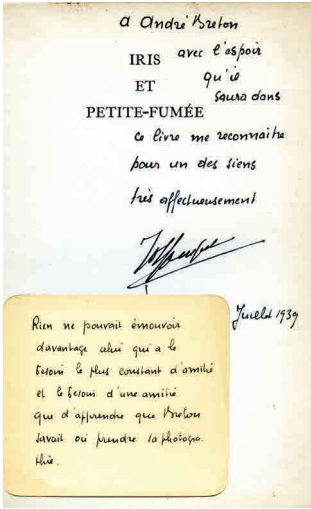 a André Breton
IRIS avec l'espoir
ET qu'il
saura dans
PETITE-FUMÉE
ce livre me reconnaitre
pour un des siens
très affectueusement
Juillet 1939
Rien ne pouvait émouvoir
davantage celui qui a le
besoin le plus constant d'amitié
et le besoin d'une amitié
que d'apprendre que Breton
savait où prendre sa photogra
phie.